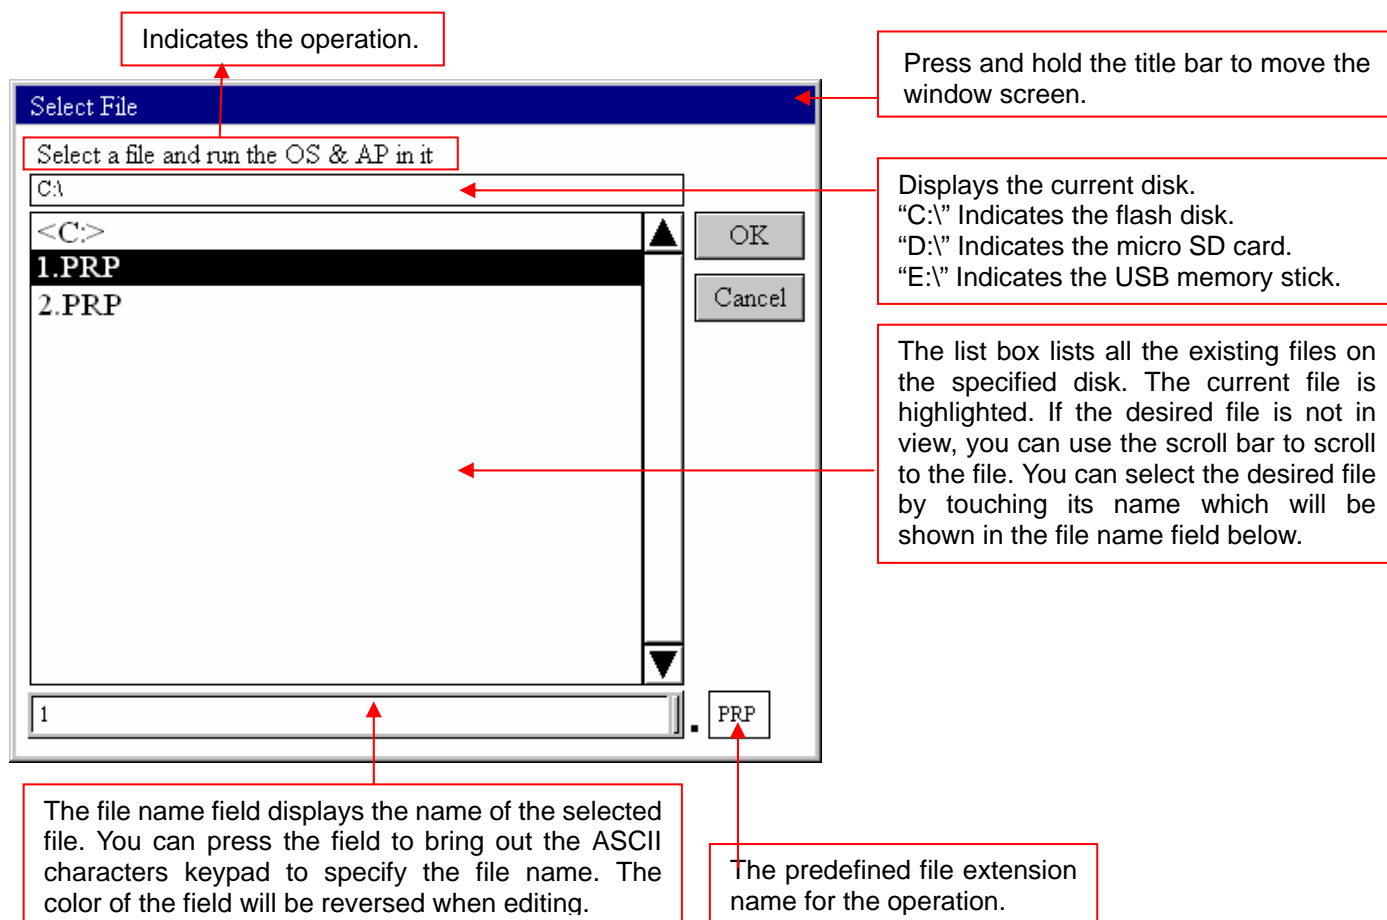 Indicates the operation.
Press and hold the title bar to move the
window screen.
Select File
Select a file and run the OS & AP in it
C:\
Displays the current disk.
“C:\” Indicates the flash disk.
“D:\” Indicates the micro SD card.
“E:\” Indicates the USB memory stick.
<C:>
1.PRP
2.PRP
OK
Cancel
The list box lists all the existing files on
the specified disk. The current file is
highlighted. If the desired file is not in
view, you can use the scroll bar to scroll
to the file. You can select the desired file
by touching its name which will be
shown in the file name field below.
1
. PRP
The file name field displays the name of the selected
file. You can press the field to bring out the ASCII
characters keypad to specify the file name. The
color of the field will be reversed when editing.
The predefined file extension
name for the operation.